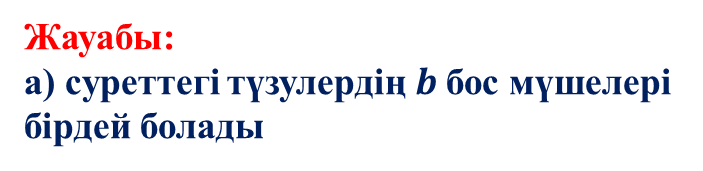 Жауабы:
а) суреттегі түзулердің b бос мүшелері
бірдей болады